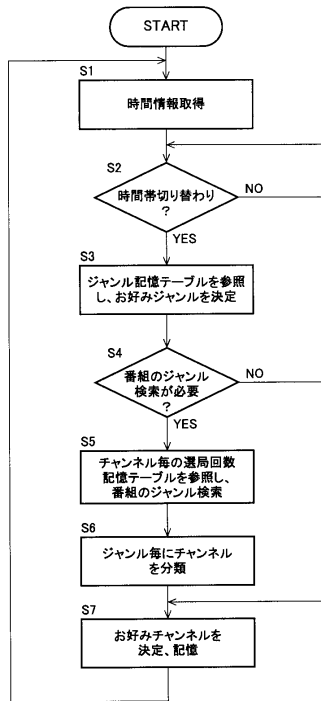 START
S1
時間情報取得
S2
時間帯切り替わり
?
NO
YES
S3
ジャンル記憶テーブルを参照
し、お好みジャンルを決定
S4
番組のジャンル
検索が必要
?
NO
YES
S5
チャンネル毎の選局回数
記憶テーブルを参照し、
番組のジャンル検索
S6
ジャンル毎にチャンネル
を分類
S7
お好みチャンネルを
決定、記憶